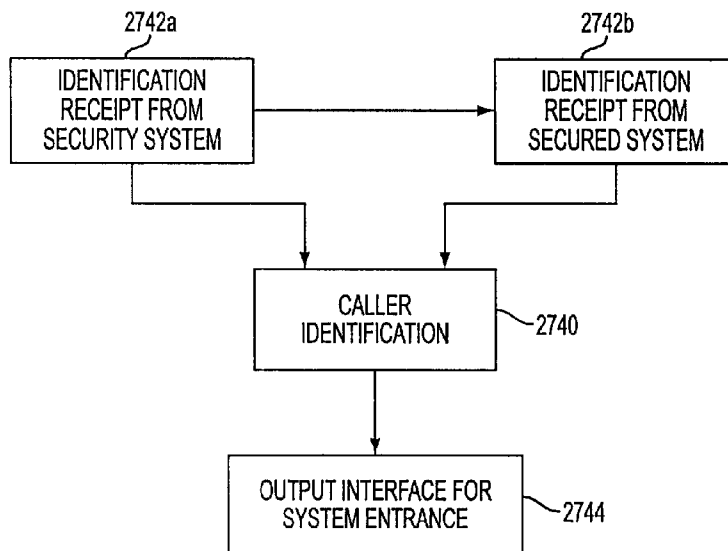 2742a
2742b
IDENTIFICATION
RECEIPT FROM
SECURITY SYSTEM
IDENTIFICATION
RECEIPT FROM
SECURED SYSTEM
CALLER
IDENTIFICATION
2740
OUTPUT INTERFACE FOR
SYSTEM ENTRANCE
2744